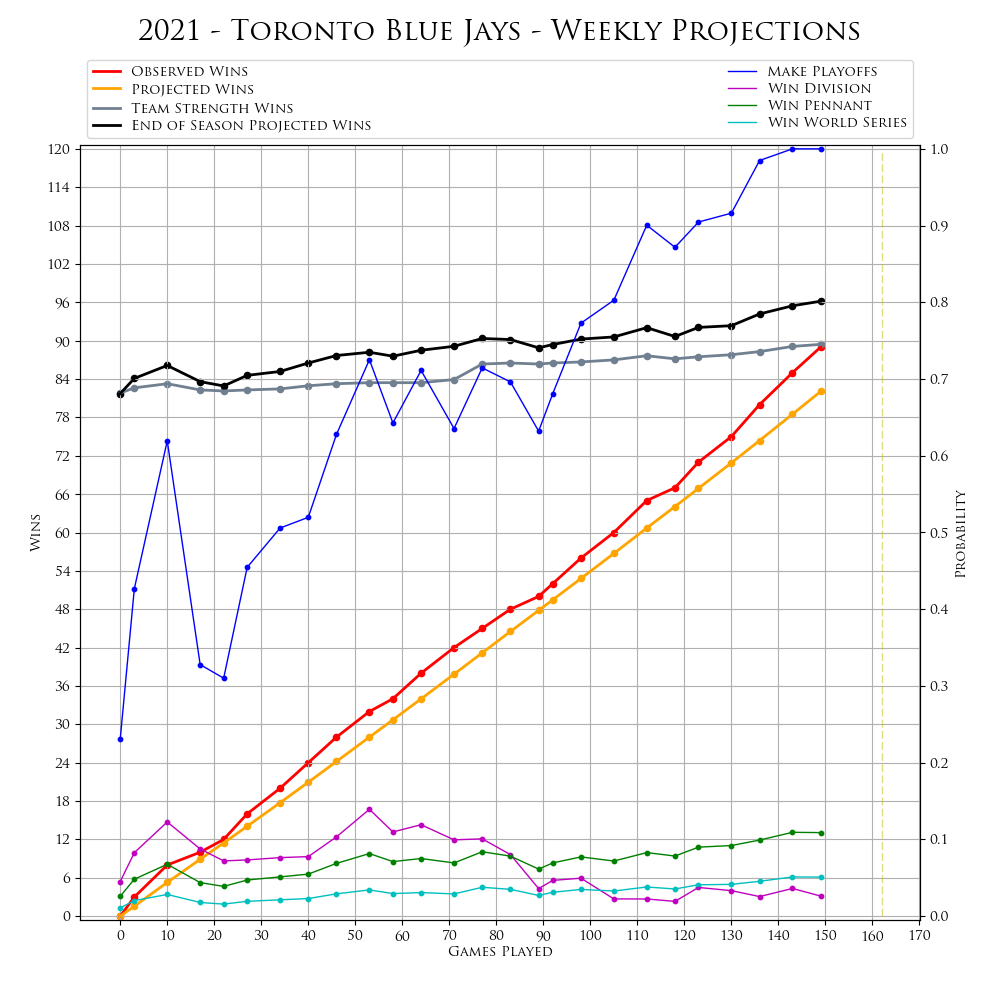 2021 - Toronto Blue Jays - Weekly Projections
Observed Wins
Projected Wins
Team Strength Wins
End of Season Projected Wins
Make Playoffs
Win Division
Win Pennant
Win World Series
120
114
108
102
96
90
84
78
72
66
60
54
48
42
36
30
24
18
12
6
0
Wins
1.0
0.9
0.8
0.7
0.6
0.5
0.4
0.3
0.2
0.1
0.0
Probability
0 10 20 30 40 50 60 70 80 90 100 110 120 130 140 150 160 170
Games Played